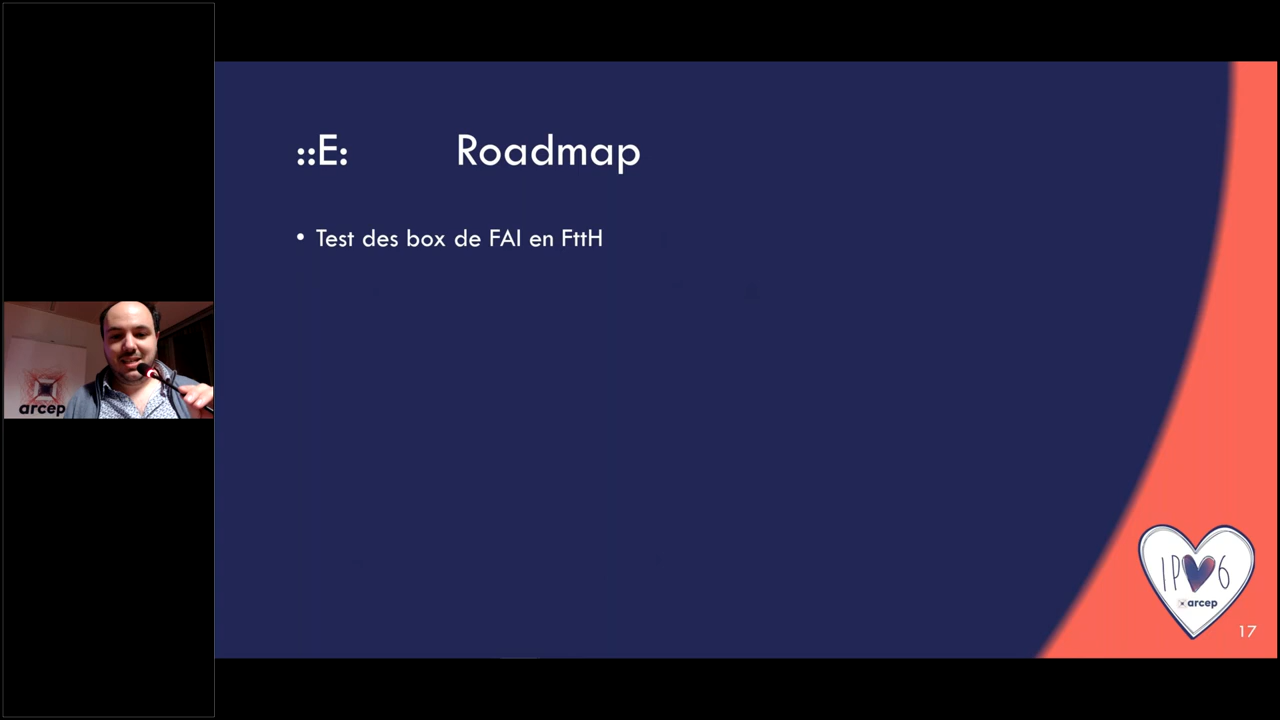 ::E: Roadmap
• Test des box de FAI en FttH
arcep
IPV6
arcep
17